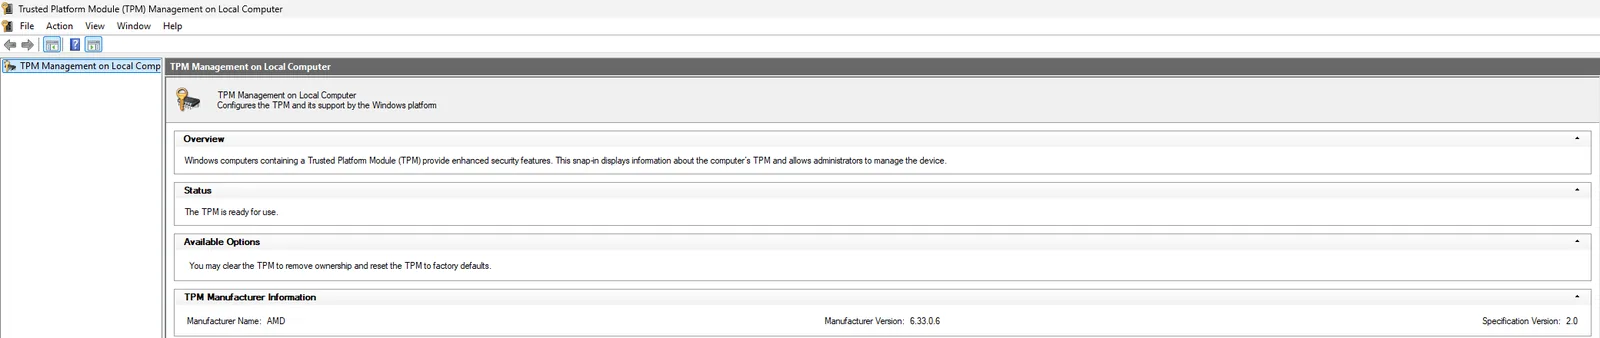 Trusted Platform Module (TPM) Management on Local Computer
File Action View Window Help
TPM Management on Local Comp
TPM Management on Local Computer
TPM Management on Local Computer
Configures the TPM and its support by the Windows platform
Overview
Windows computers containing a Trusted Platform Module (TPM) provide enhanced security features. This snap-in displays information about the computer's TPM and allows administrators to manage the device.
Status
The TPM is ready for use.
Available Options
You may clear the TPM to remove ownership and reset the TPM to factory defaults.
TPM Manufacturer Information
Manufacturer Name: AMD Manufacturer Version: 6.33.0.6 Specification Version: 2.0